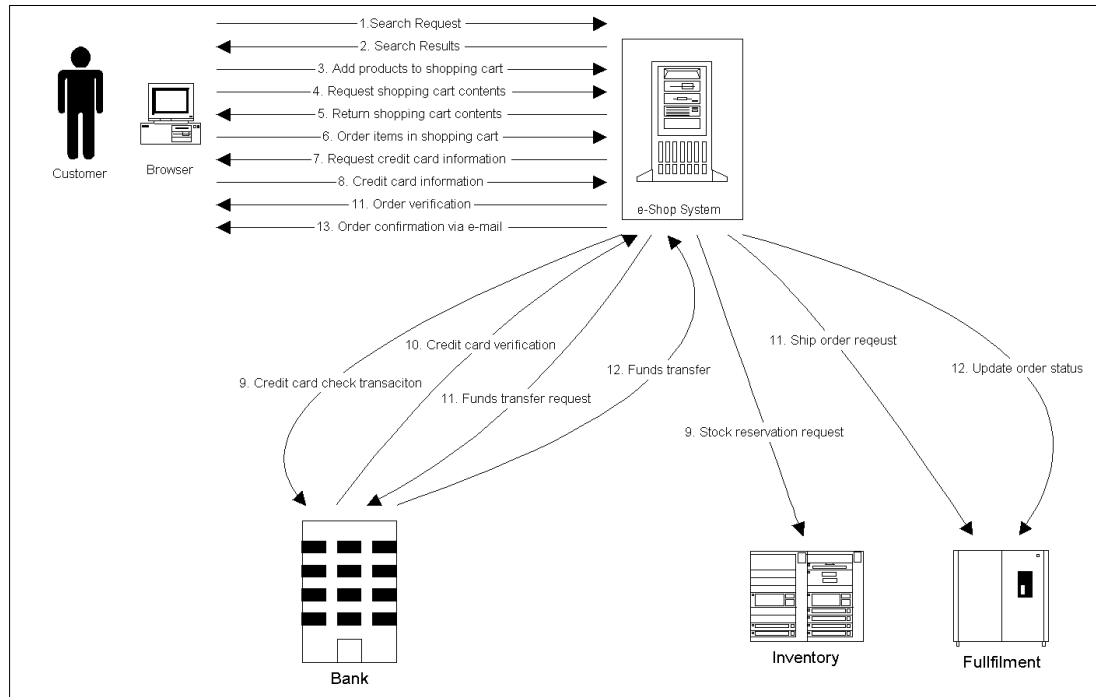 1.Search Request
2. Search Results
3. Add products to shopping cart
4. Request shopping cart contents
5. Return shopping cart contents
6. Order items in shopping cart
7. Request credit card information
8. Credit card information
11. Order verification
13. Order confirmation via e-mail
Customer
Browser
e-Shop System
10. Credit card verification
11. Ship order reqeust
9. Credit card check transaciton
12. Funds transfer
12. Update order status
11. Funds transfer request
9. Stock reservation request
Bank
Inventory
Fullfilment